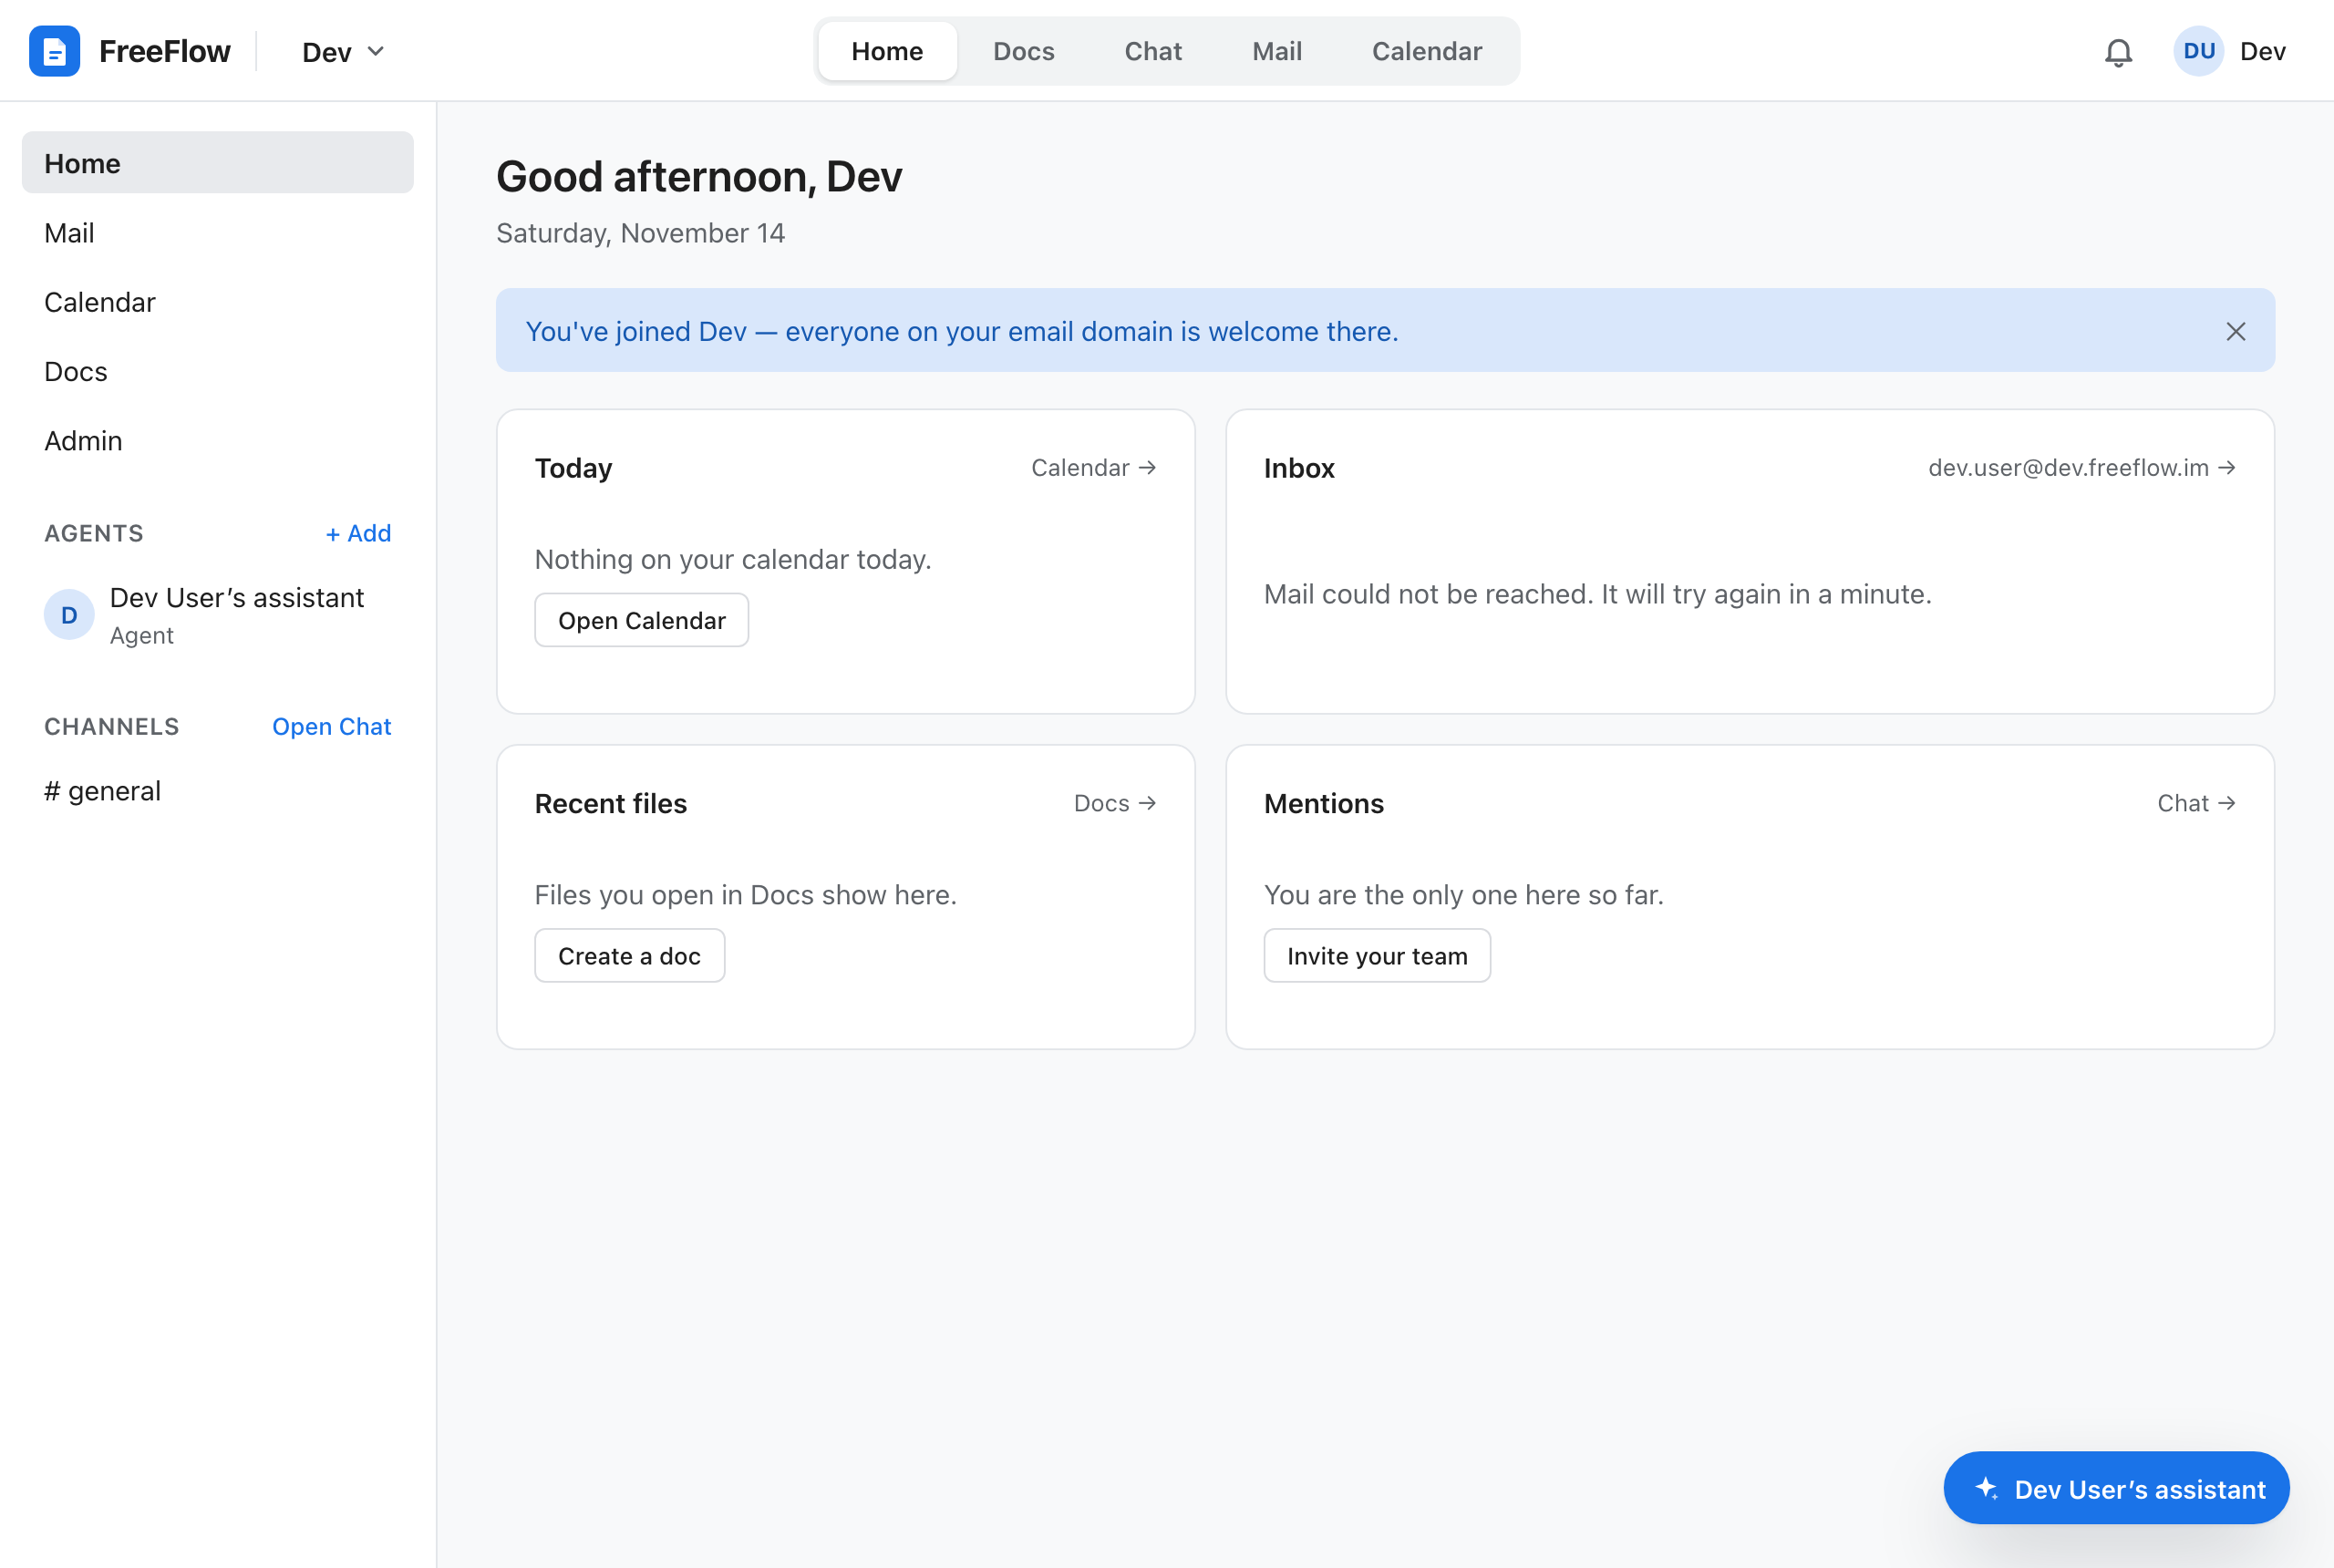 FreeFlow
Dev
Home
Docs
Chat
Mail
Calendar
DU
Dev
Home
Mail
Calendar
Docs
Admin
AGENTS
+ Add
D
Dev User’s assistant
Agent
CHANNELS
Open Chat
# general
Good afternoon, Dev
Saturday, November 14
You've joined Dev — everyone on your email domain is welcome there.
Today
Calendar →
Nothing on your calendar today.
Open Calendar
Inbox
dev.user@dev.freeflow.im →
Mail could not be reached. It will try again in a minute.
Recent files
Docs →
Files you open in Docs show here.
Create a doc
Mentions
Chat →
You are the only one here so far.
Invite your team
Dev User’s assistant